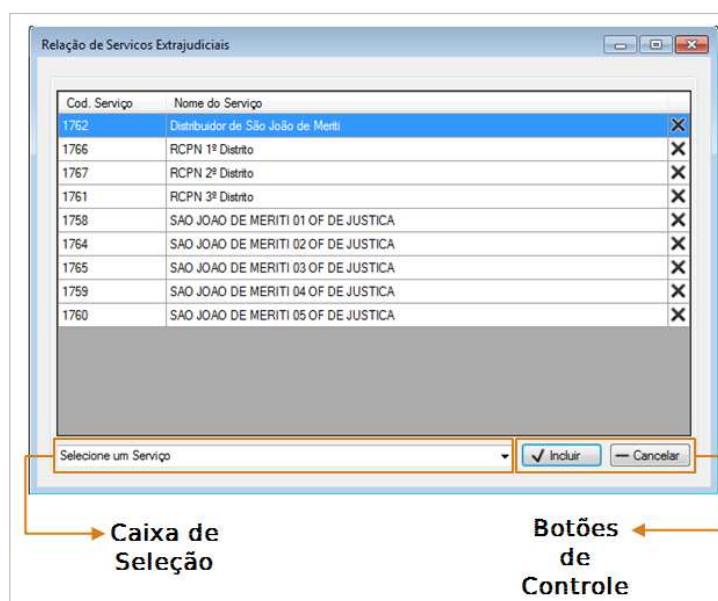 Relação de Servicos Extrajudiciais
Cod. Serviço Nome do Serviço
1762 Distribuidor de São João de Meriti
1766 RCPN 1º Distrito
1767 RCPN 2º Distrito
1761 RCPN 3º Distrito
1758 SAO JOAO DE MERITI 01 OF DE JUSTICA
1764 SAO JOAO DE MERITI 02 OF DE JUSTICA
1765 SAO JOAO DE MERITI 03 OF DE JUSTICA
1759 SAO JOAO DE MERITI 04 OF DE JUSTICA
1760 SAO JOAO DE MERITI 05 OF DE JUSTICA
Selecione um Serviço Incluir Cancelar
Caixa de
Seleção
Botões
de
Controle